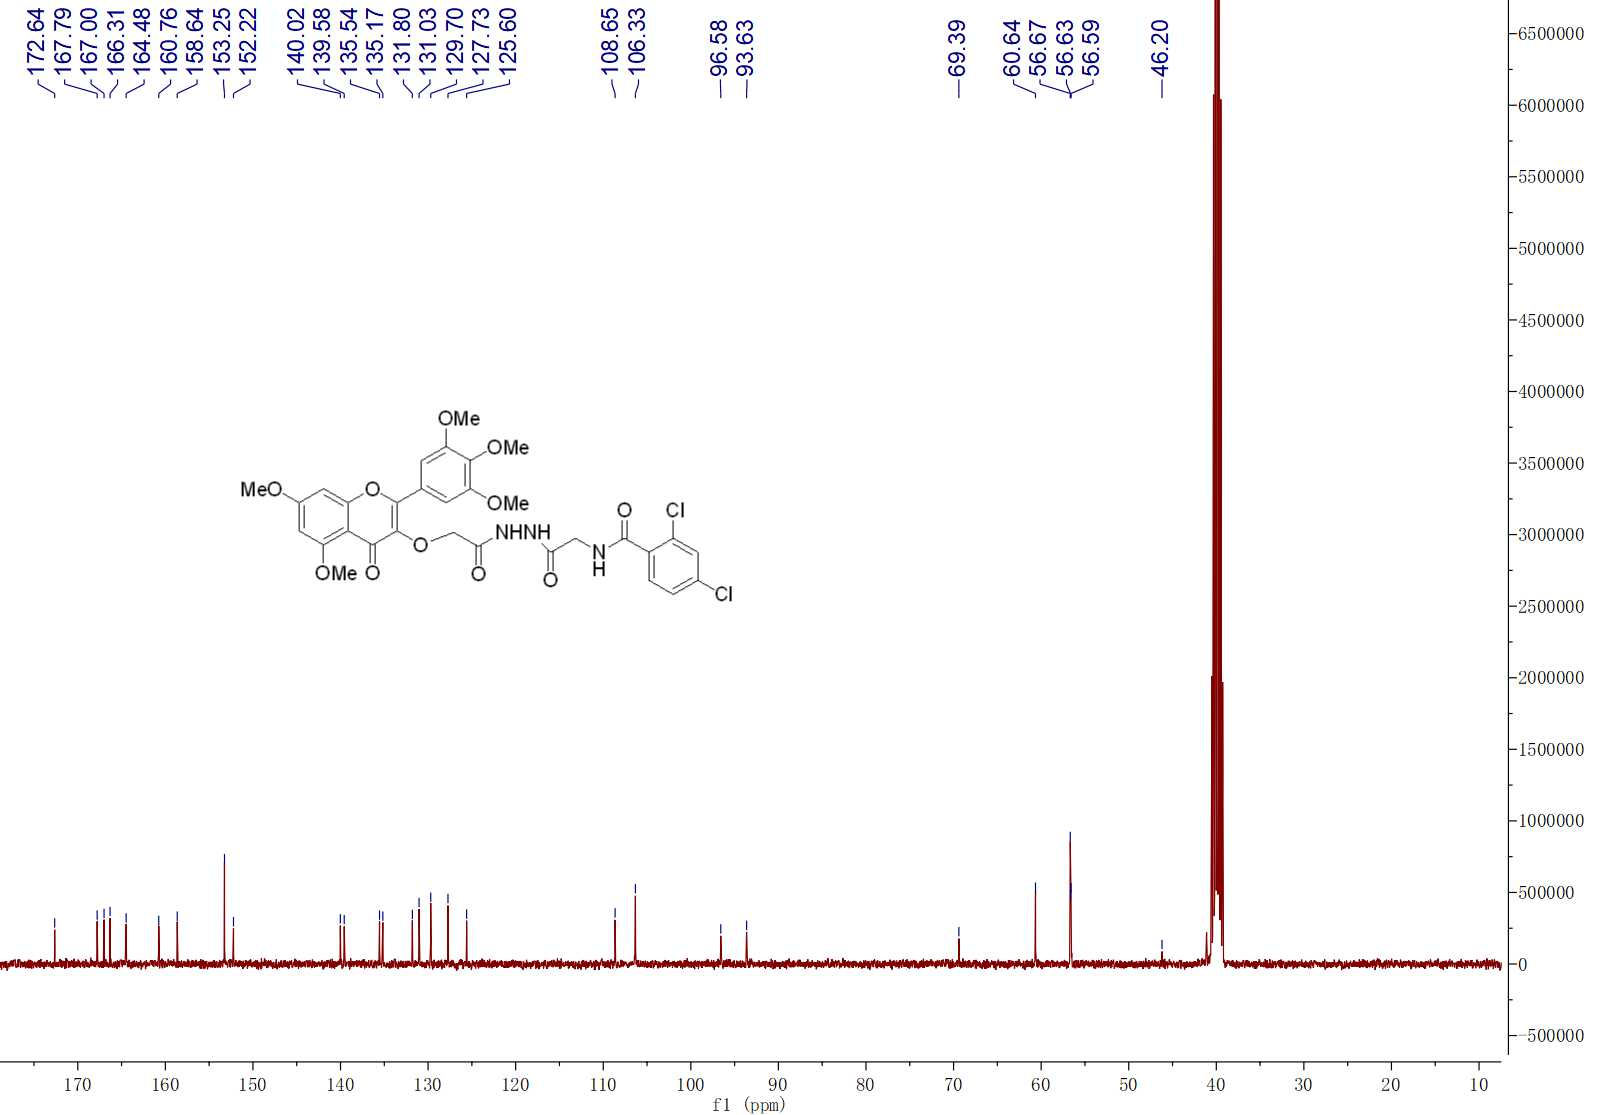 172.64
167.79
167.00
166.31
164.48
160.76
158.64
153.25
152.22
140.02
139.58
135.54
135.17
131.80
131.03
129.70
127.73
125.60
108.65
106.33
96.58
93.63
69.39
60.64
56.67
56.63
56.59
46.20
6500000
6000000
5500000
5000000
4500000
4000000
3500000
3000000
2500000
2000000
1500000
1000000
500000
0
-500000
OMe
OMe
MeO
O
OMe
O
Cl
NHNH
O
N
H
OMe
O
O
O
Cl
170 160 150 140 130 120 110 100 90 80 70 60 50 40 30 20 10
f1 (ppm)